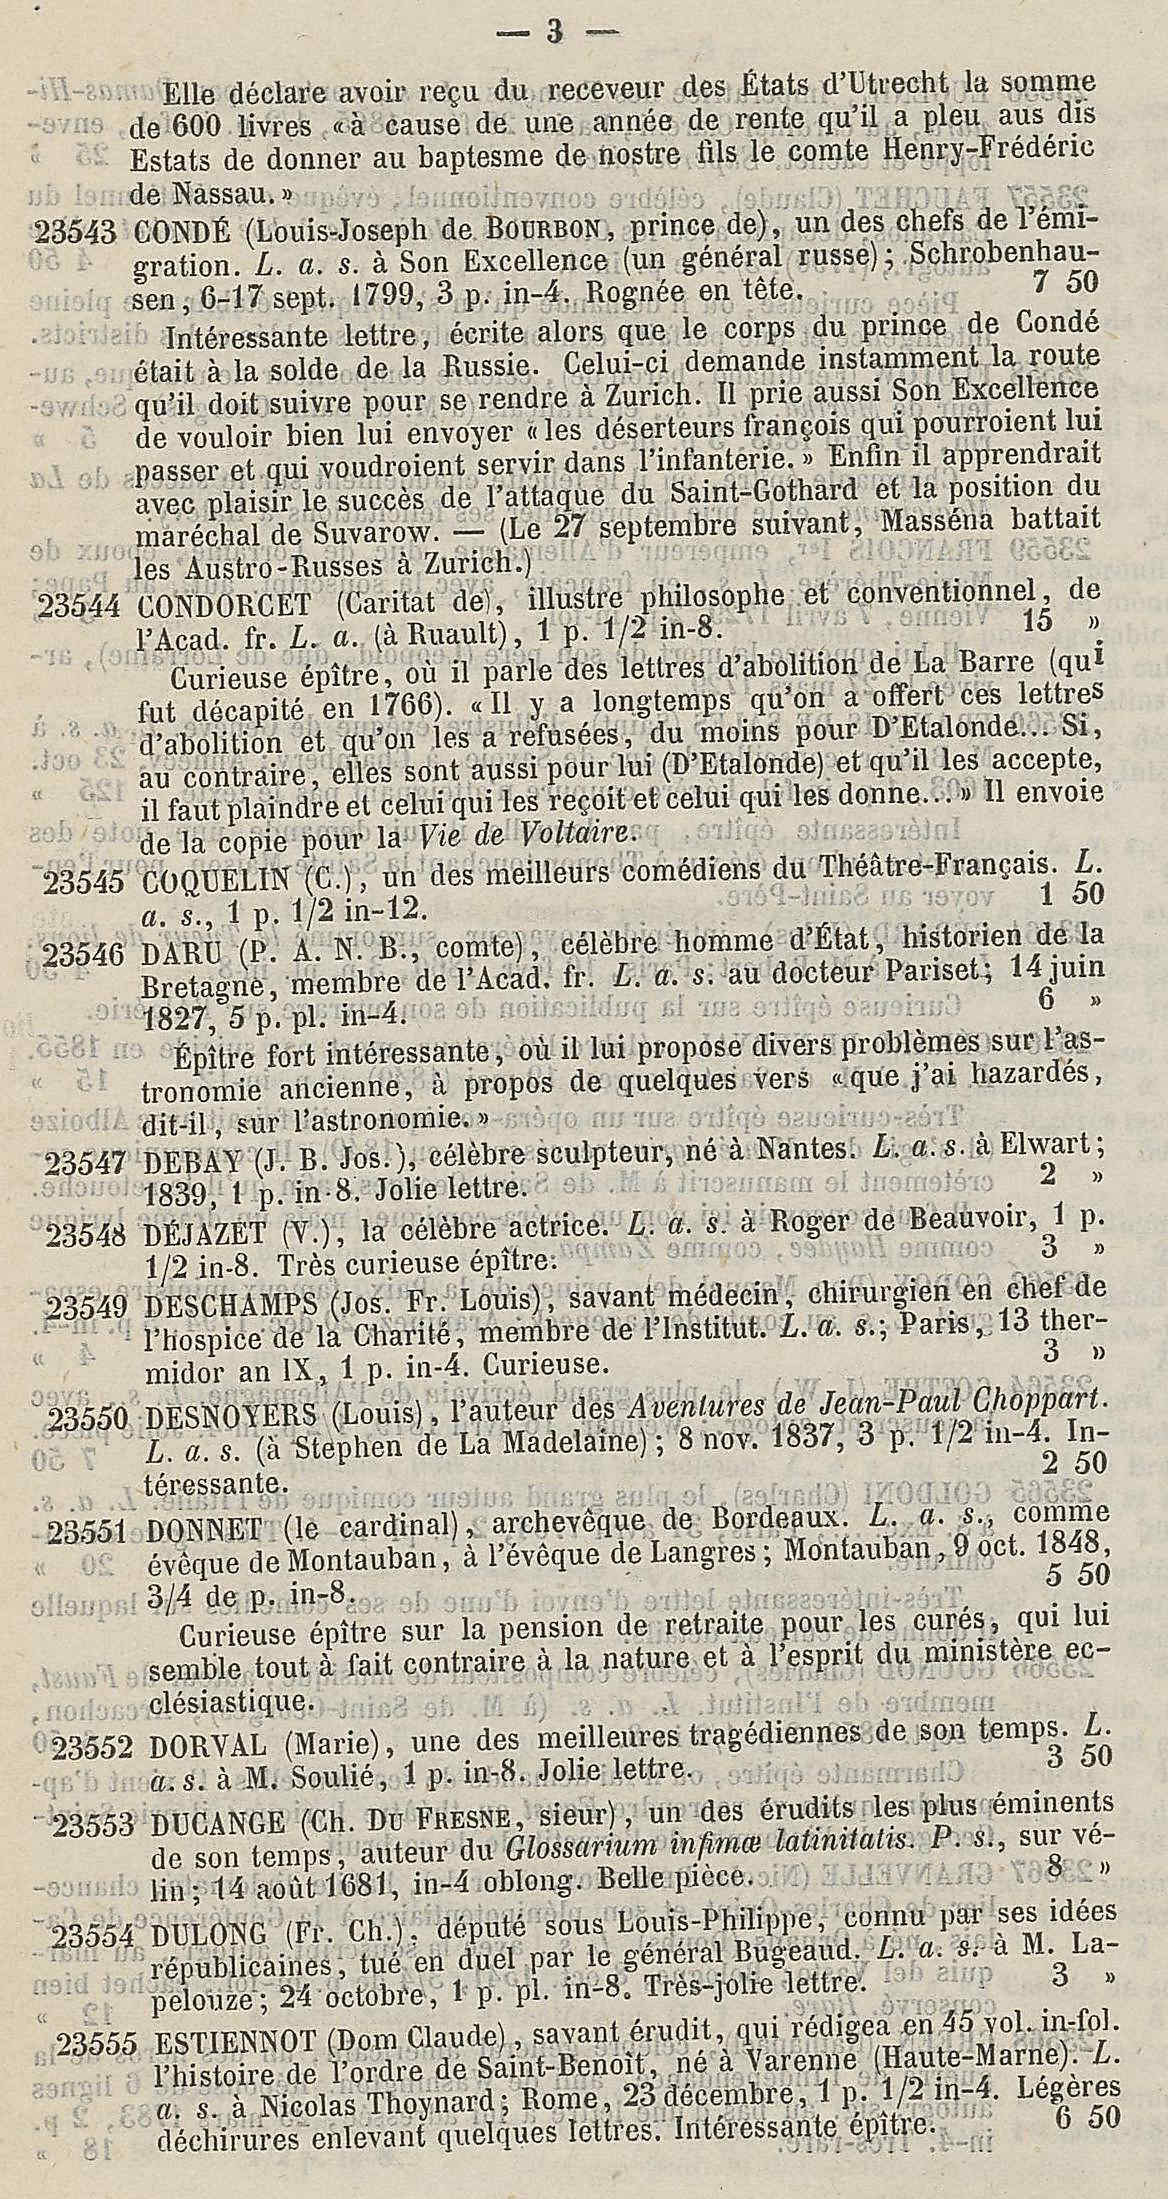 — 3 —
Elle déclare avoir reçu du receveur des États d'Utrecht la somme
de 600 livres « à cause de une année de rente qu'il a pleu aus dis
Estats de donner au baptesme de nostre fils le comte Henry-Frédéric
de Nassau. »
23543 CONDÉ (Louis-Joseph de BOURBON, prince de), un des chefs de l'émi-
gration. L. a. s. à Son Excellence (un général russe); Schrobenhau-
sen, 6-17 sept. 1799, 3 p. in-4. Rognée en tête. 7 50
Intéressante lettre, écrite alors que le corps du prince de Condé
était à la solde de la Russie. Celui-ci demande instamment la route
qu'il doit suivre pour se rendre à Zurich. Il prie aussi Son Excellence
de vouloir bien lui envoyer « les déserteurs françois qui pourroient lui
passer et qui voudroient servir dans l'infanterie. » Enfin il apprendrait
avec plaisir le succès de l'attaque du Saint-Gothard et la position du
maréchal de Suvarow. — (Le 27 septembre suivant, Masséna battait
les Austro-Russes à Zurich.)
23544 CONDORCET (Caritat de), illustre philosophe et conventionnel, de
l'Acad. fr. L. a. (à Ruault), 1 p. 1/2 in-8. 15 »
Curieuse épître, où il parle des lettres d'abolition de La Barre (qui
fut décapité en 1766). « Il y a longtemps qu'on a offert ces lettres
d'abolition et qu'on les a refusées, du moins pour D'Etalonde... Si,
au contraire, elles sont aussi pour lui (D'Etalonde) et qu'il les accepte,
il faut plaindre et celui qui les reçoit et celui qui les donne... » Il envoie
de la copie pour la Vie de Voltaire.
23545 COQUELIN (C.), un des meilleurs comédiens du Théâtre-Français. L.
a. s., 1 p. 1/2 in-12. 1 50
23546 DARU (P. A. N. B., comte), célèbre homme d'État, historien de la
Bretagne, membre de l'Acad. fr. L. a. s. au docteur Pariset; 14 juin
1827, 5 p. pl. in-4. 6 »
Épître fort intéressante, où il lui propose divers problèmes sur l'as-
tronomie ancienne, à propos de quelques vers « que j'ai hazardés,
dit-il, sur l'astronomie. »
23547 DEBAY (J. B. Jos.), célèbre sculpteur, né à Nantes. L. a. s. à Elwart;
1839, 1 p. in-8. Jolie lettre. 2 »
23548 DÉJAZET (V.), la célèbre actrice. L. a. s. à Roger de Beauvoir, 1 p.
1/2 in-8. Très curieuse épître. 3 »
23549 DESCHAMPS (Jos. Fr. Louis), savant médecin, chirurgien en chef de
l'hospice de la Charité, membre de l'Institut. L. a. s.; Paris, 13 ther-
midor an IX, 1 p. in-4. Curieuse. 3 »
23550 DESNOYERS (Louis), l'auteur des Aventures de Jean-Paul Choppart.
L. a. s. (à Stephen de La Madelaine); 8 nov. 1837, 3 p. 1/2 in-4. In-
téressante. 2 50
23551 DONNET (le cardinal), archevêque de Bordeaux. L. a. s., comme
évêque de Montauban, à l'évêque de Langres; Montauban, 9 oct. 1848,
3/4 de p. in-8. 5 50
Curieuse épître sur la pension de retraite pour les curés, qui lui
semble tout à fait contraire à la nature et à l'esprit du ministère ec-
clésiastique.
23552 DORVAL (Marie), une des meilleures tragédiennes de son temps. L.
a. s. à M. Soulié, 1 p. in-8. Jolie lettre. 3 50
23553 DUCANGE (Ch. DU FRESNE, sieur), un des érudits les plus éminents
de son temps, auteur du Glossarium infimæ latinitatis. P. s., sur vé-
lin; 14 août 1681, in-4 oblong. Belle pièce. 8 »
23554 DULONG (Fr. Ch.), député sous Louis-Philippe, connu par ses idées
républicaines, tué en duel par le général Bugeaud. L. a. s. à M. La-
pelouze; 24 octobre, 1 p. pl. in-8. Très-jolie lettre. 3 »
23555 ESTIENNOT (Dom Claude), savant érudit, qui rédigea en 45 vol. in-fol.
l'histoire de l'ordre de Saint-Benoît, né à Varenne (Haute-Marne). L.
a. s. à Nicolas Thoynard; Rome, 23 décembre, 1 p. 1/2 in-4. Légères
déchirures enlevant quelques lettres. Intéressante épître. 6 50